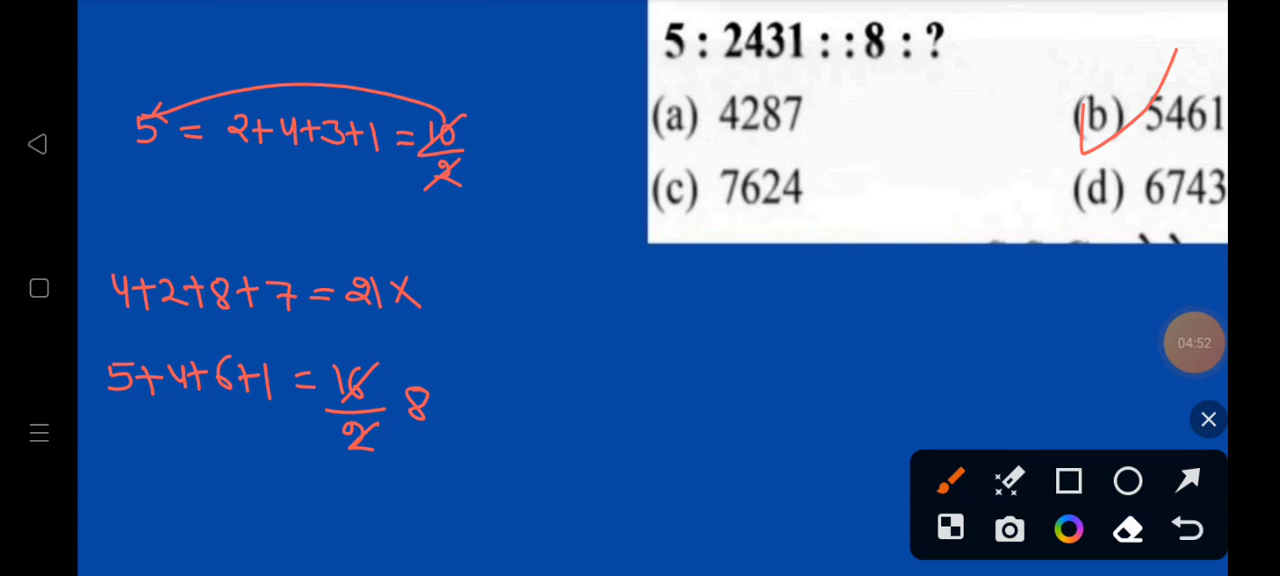 5 : 2431 : : 8 : ?
(a) 4287 (b) 5461
(c) 7624 (d) 6743
5 = 2+4+3+1 = 10/2
4+2+8+7 = 21 X
5+4+6+1 = 16/2 8
04:52